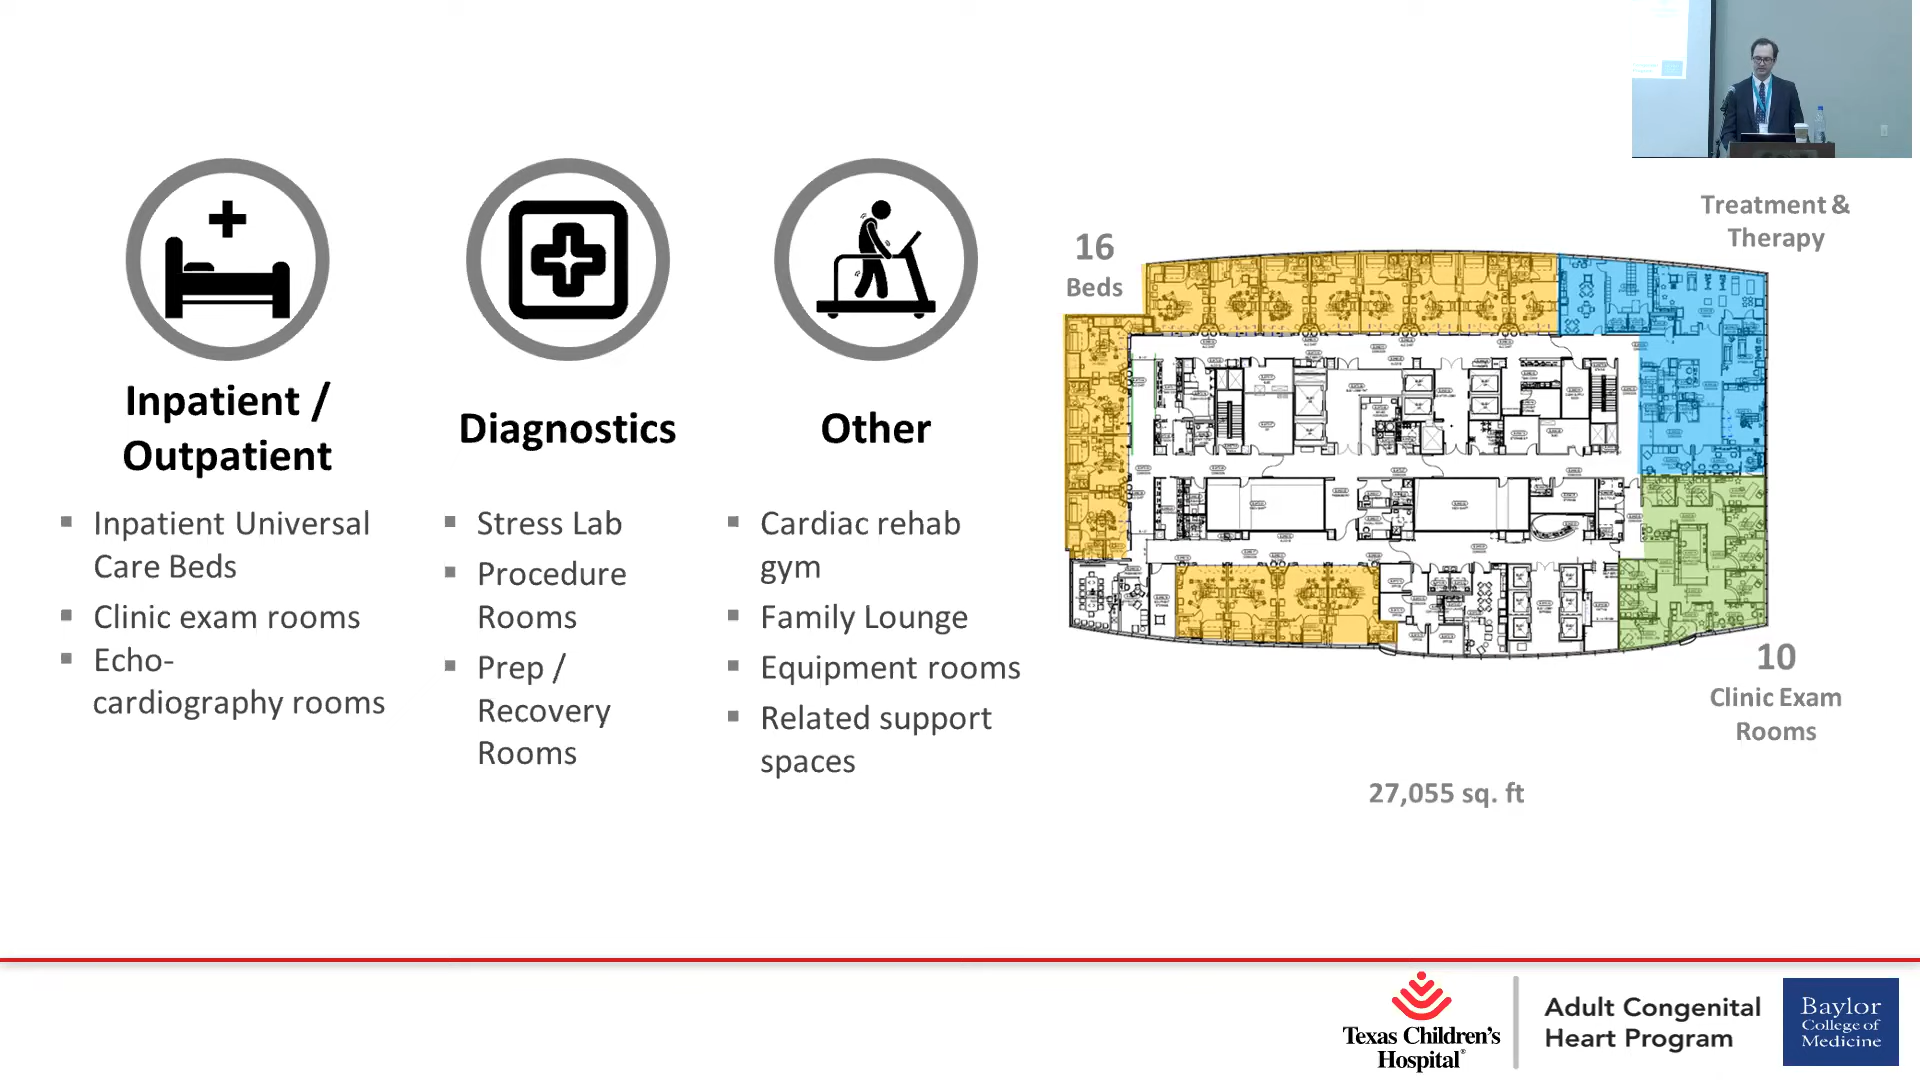 Inpatient /
Outpatient
▪ Inpatient Universal
Care Beds
▪ Clinic exam rooms
▪ Echo-
cardiography rooms
Diagnostics
▪ Stress Lab
▪ Procedure
Rooms
▪ Prep /
Recovery
Rooms
Other
▪ Cardiac rehab
gym
▪ Family Lounge
▪ Equipment rooms
▪ Related support
spaces
16
Beds
Treatment &
Therapy
10
Clinic Exam
Rooms
27,055 sq. ft
Texas Children's
Hospital®
Adult Congenital
Heart Program
Baylor
College of
Medicine